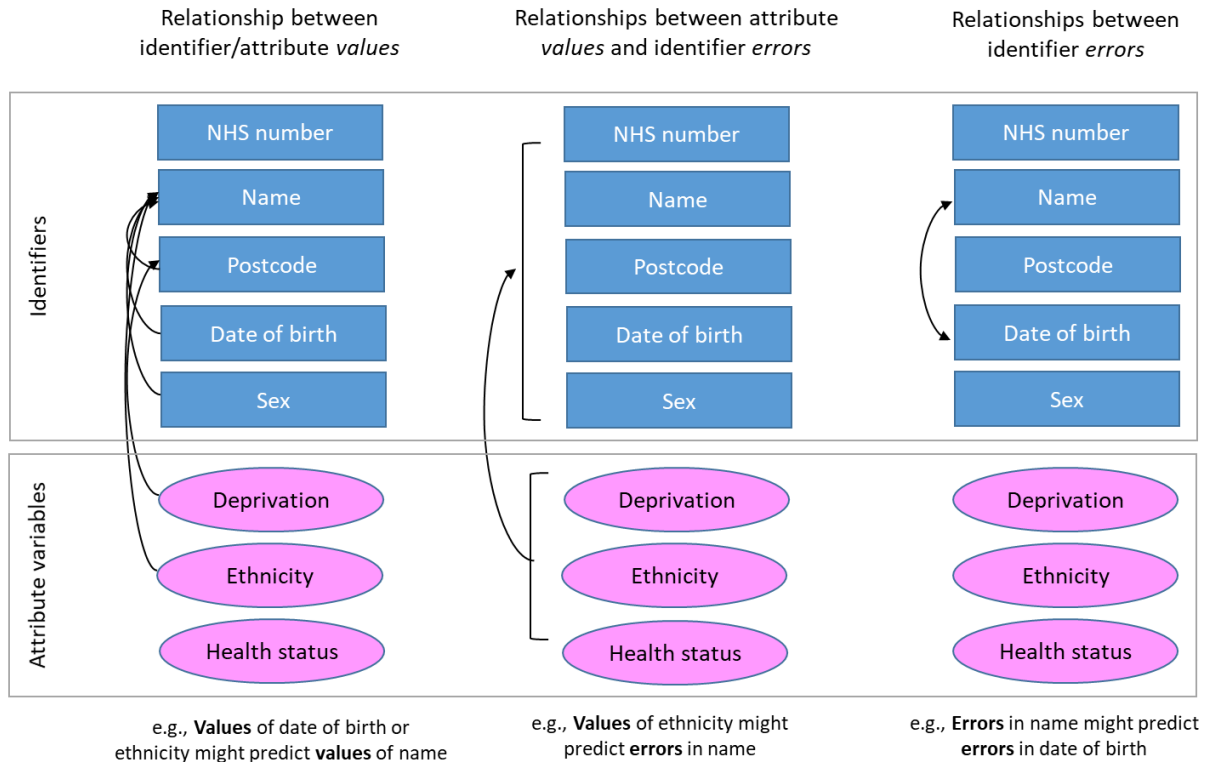 Relationship between
identifier/attribute values
Relationships between attribute
values and identifier errors
Relationships between
identifier errors
Identifiers
NHS number
Name
Postcode
Date of birth
Sex
NHS number
Name
Postcode
Date of birth
Sex
NHS number
Name
Postcode
Date of birth
Sex
Attribute variables
Deprivation
Ethnicity
Health status
Deprivation
Ethnicity
Health status
Deprivation
Ethnicity
Health status
e.g., Values of date of birth or
ethnicity might predict values of name
e.g., Values of ethnicity might
predict errors in name
e.g., Errors in name might predict
errors in date of birth